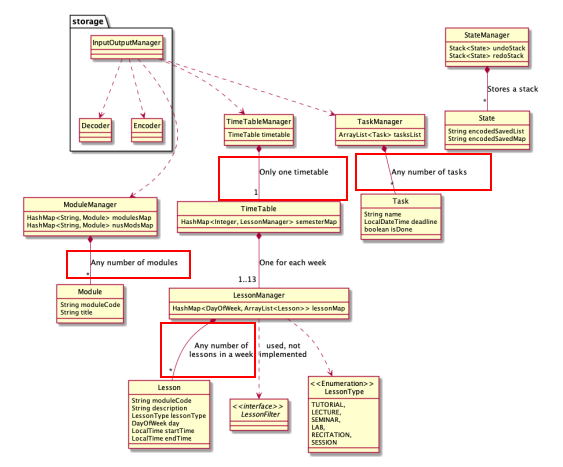 storage
InputOutputManager
Decoder
Encoder
StateManager
Stack<State> undoStack
Stack<State> redoStack
Stores a stack
*
State
String encodedSavedList
String encodedSavedMap
TimeTableManager
TimeTable timetable
TaskManager
ArrayList<Task> tasksList
Only one timetable
1
Any number of tasks
*
ModuleManager
HashMap<String, Module> modulesMap
HashMap<String, Module> nusModsMap
TimeTable
HashMap<Integer, LessonManager> semesterMap
Task
String name
LocalDateTime deadline
boolean isDone
Any number of modules
*
One for each week
1..13
Module
String moduleCode
String title
LessonManager
HashMap<DayOfWeek, ArrayList<Lesson>> lessonMap
Any number of
lessons in a week
*
used, not
implemented
Lesson
String moduleCode
String description
LessonType lessonType
DayOfWeek day
LocalTime startTime
LocalTime endTime
<<interface>>
LessonFilter
<<Enumeration>>
LessonType
TUTORIAL,
LECTURE,
SEMINAR,
LAB,
RECITATION,
SESSION